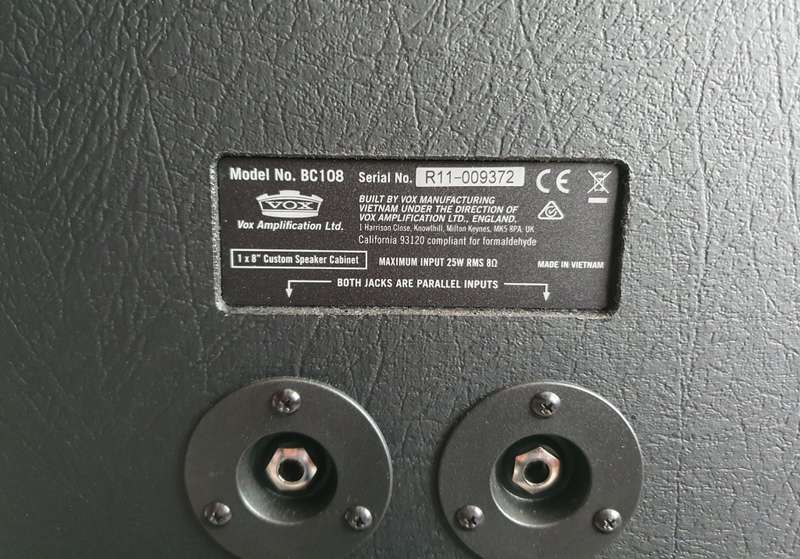 Model No. BC108 Serial No. R11-009372
VOX
Vox Amplification Ltd.
BUILT BY VOX MANUFACTURING
VIETNAM UNDER THE DIRECTION OF
VOX AMPLIFICATION LTD., ENGLAND.
1 Harrison Close, Knowlhill, Milton Keynes, MK5 8PA. UK
California 93120 compliant for formaldehyde
1 x 8" Custom Speaker Cabinet MAXIMUM INPUT 25W RMS 8Ω MADE IN VIETNAM
BOTH JACKS ARE PARALLEL INPUTS